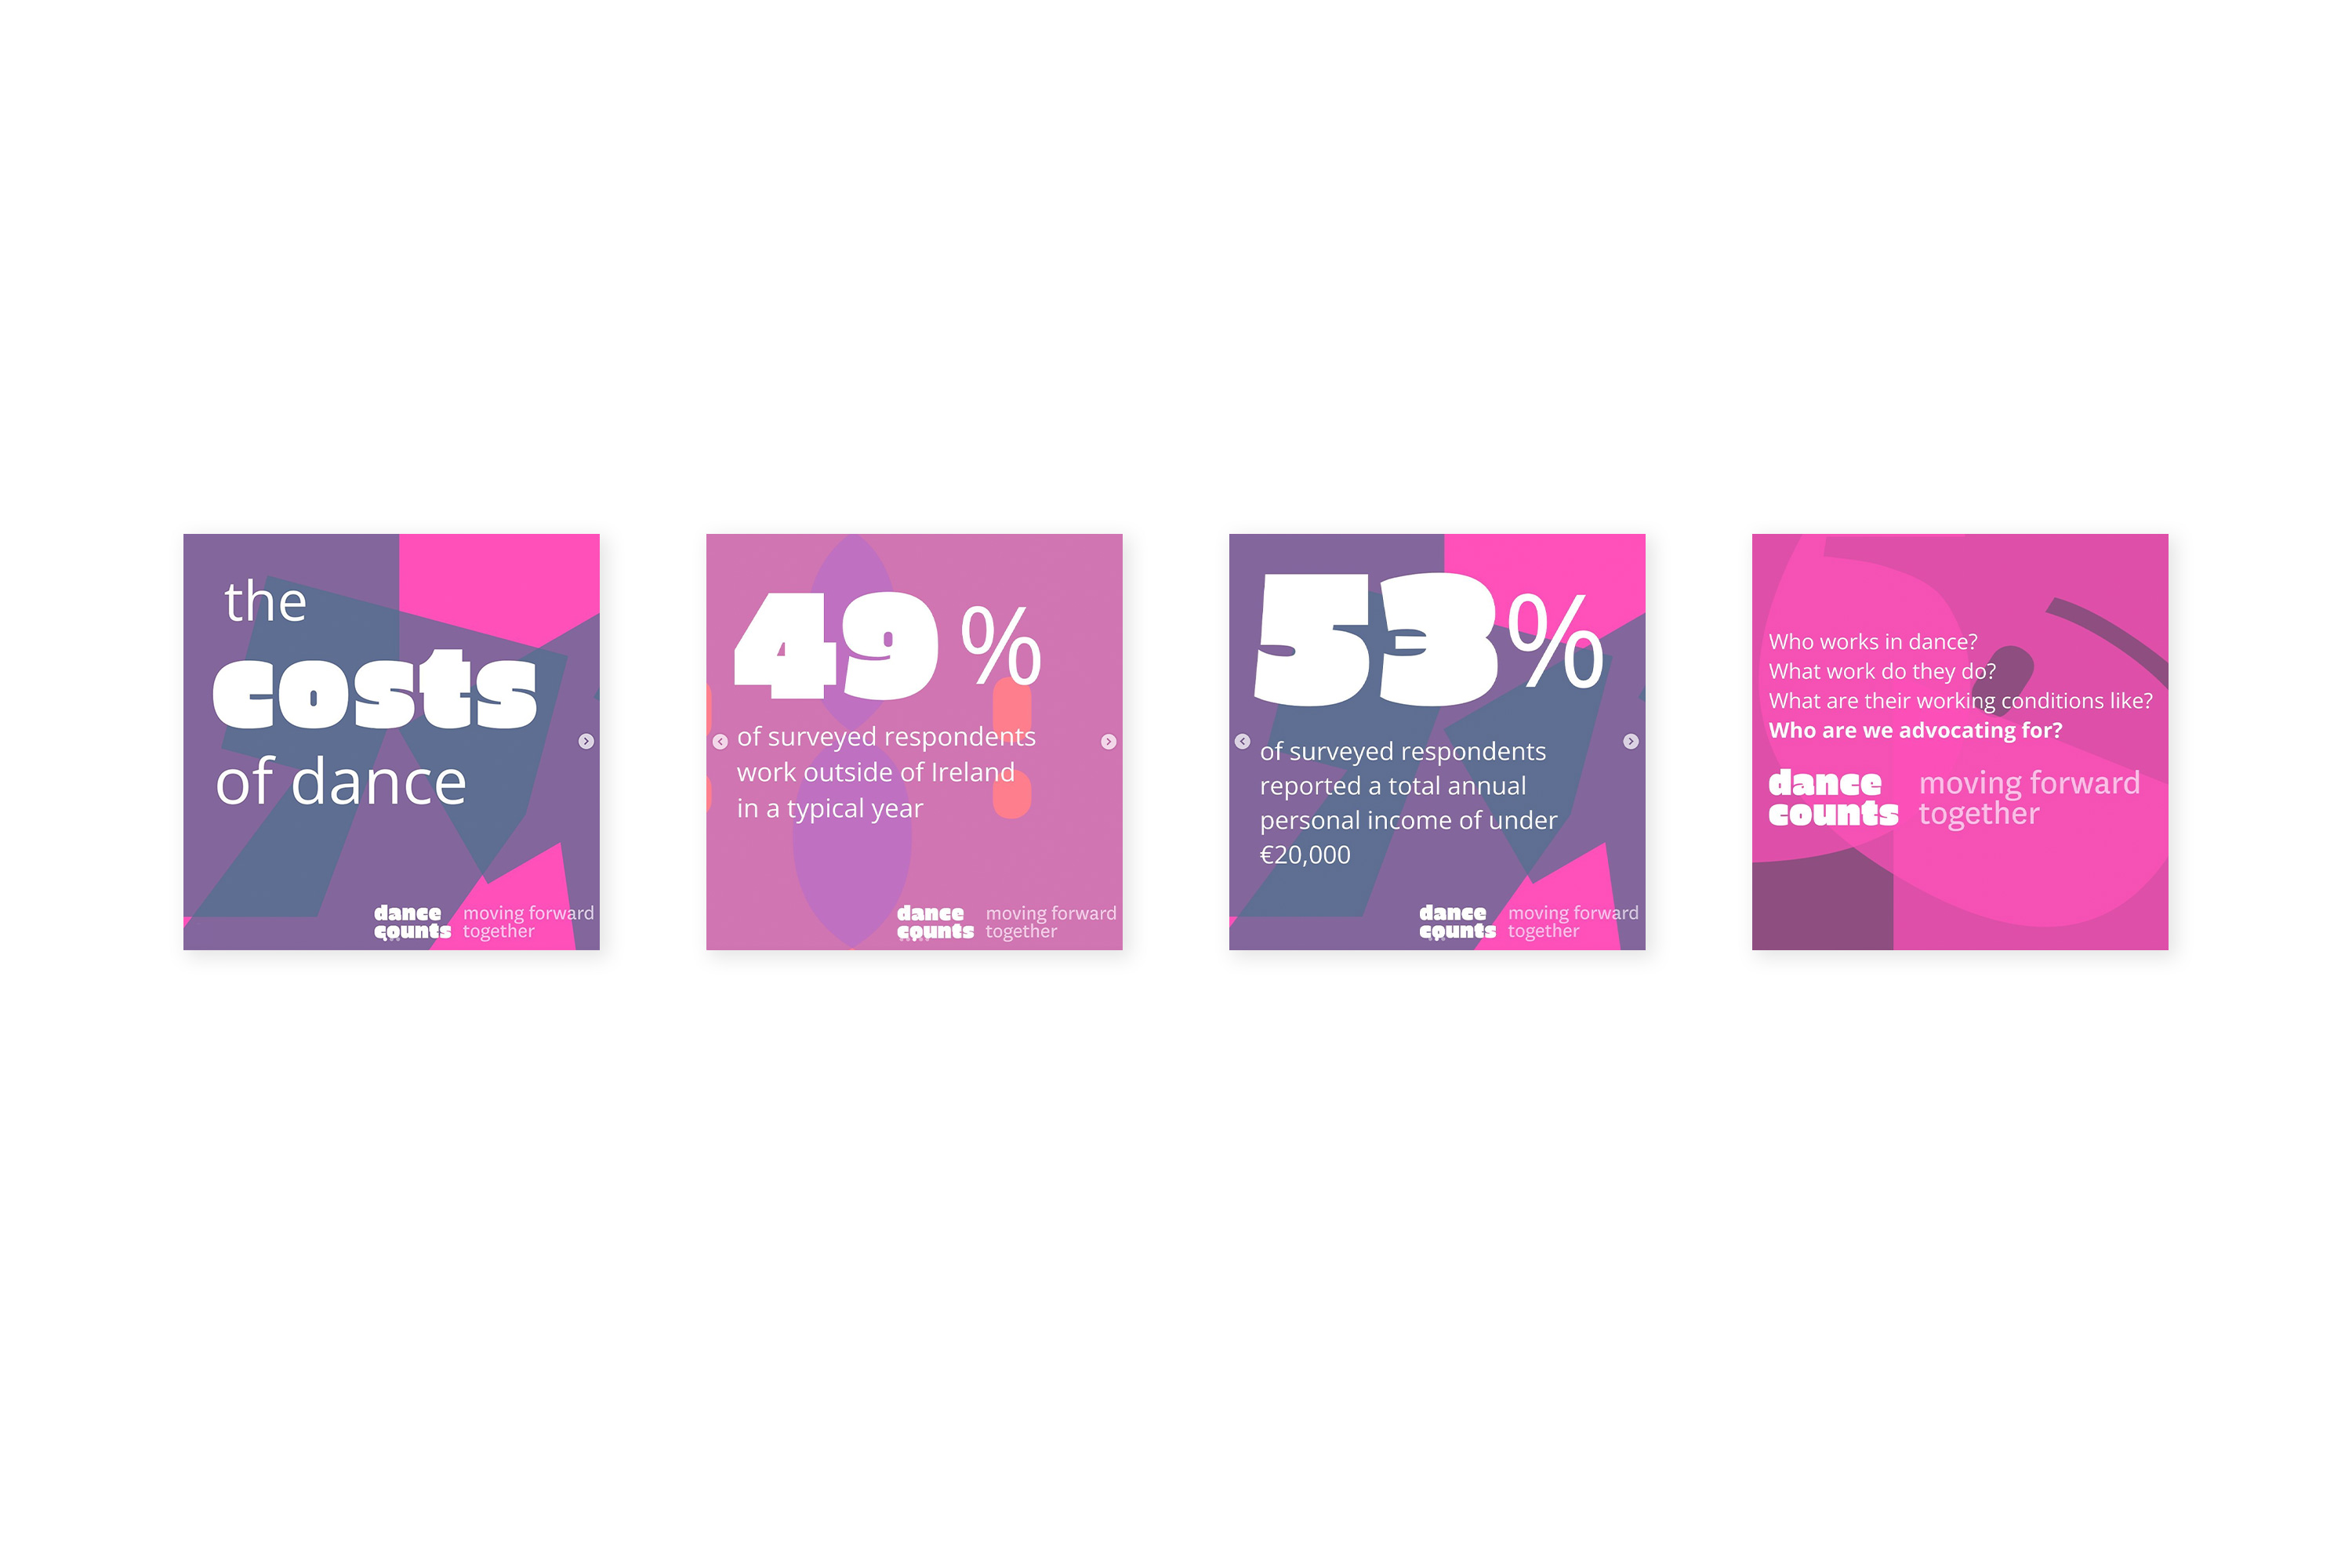 the
costs
of dance
dance
counts
moving forward
together
49%
of surveyed respondents
work outside of Ireland
in a typical year
dance
counts
moving forward
together
53%
of surveyed respondents
reported a total annual
personal income of under
€20,000
dance
counts
moving forward
together
Who works in dance?
What work do they do?
What are their working conditions like?
Who are we advocating for?
dance
counts
moving forward
together